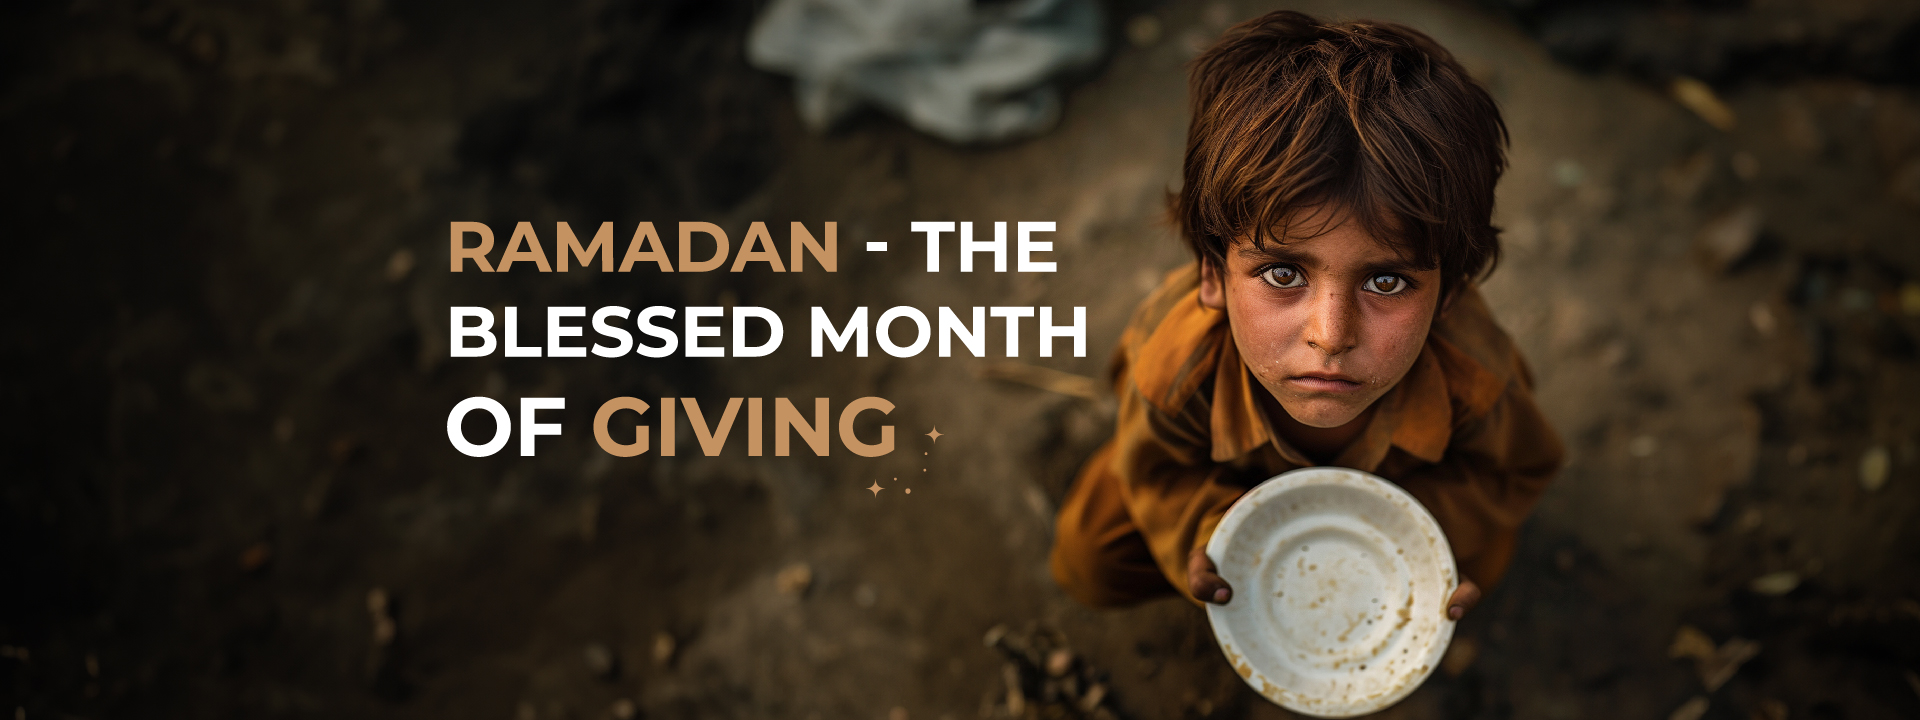 RAMADAN - THE
BLESSED MONTH
OF GIVING